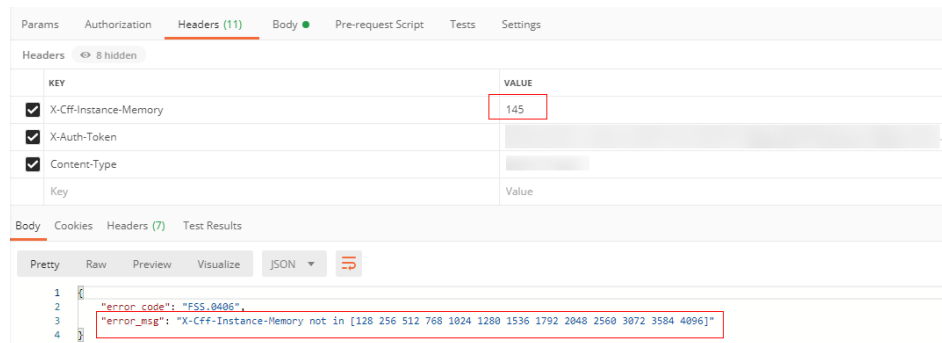 Params Authorization Headers (11) Body Pre-request Script Tests Settings
Headers 8 hidden
KEY VALUE
X-Cff-Instance-Memory 145
X-Auth-Token
Content-Type
Key Value
Body Cookies Headers (7) Test Results
Pretty Raw Preview Visualize JSON
1 {
2 "error_code": "FSS.0406",
3 "error_msg": "X-Cff-Instance-Memory not in [128 256 512 768 1024 1280 1536 1792 2048 2560 3072 3584 4096]"
4 }